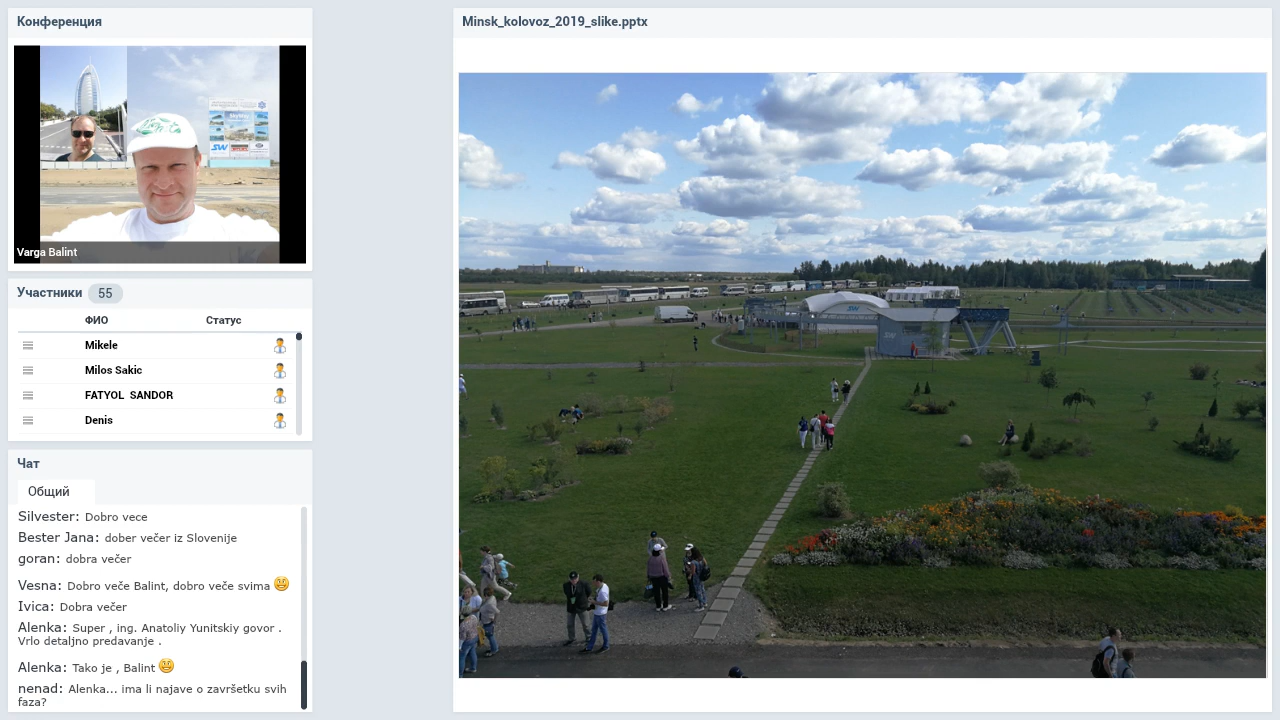 Конференция
Varga Balint
Участники 55
ФИО Статус
Mikele
Milos Sakic
FATYOL SANDOR
Denis
Чат
Общий
Silvester: Dobro vece
Bester Jana: dober večer iz Slovenije
goran: dobra večer
Vesna: Dobro veče Balint, dobro veče svima
Ivica: Dobra večer
Alenka: Super , ing. Anatoliy Yunitskiy govor .
Vrlo detaljno predavanje .
Alenka: Tako je , Balint
nenad: Alenka... ima li najave o završetku svih
faza?
Minsk_kolovoz_2019_slike.pptx
SkyWay
SW
SW